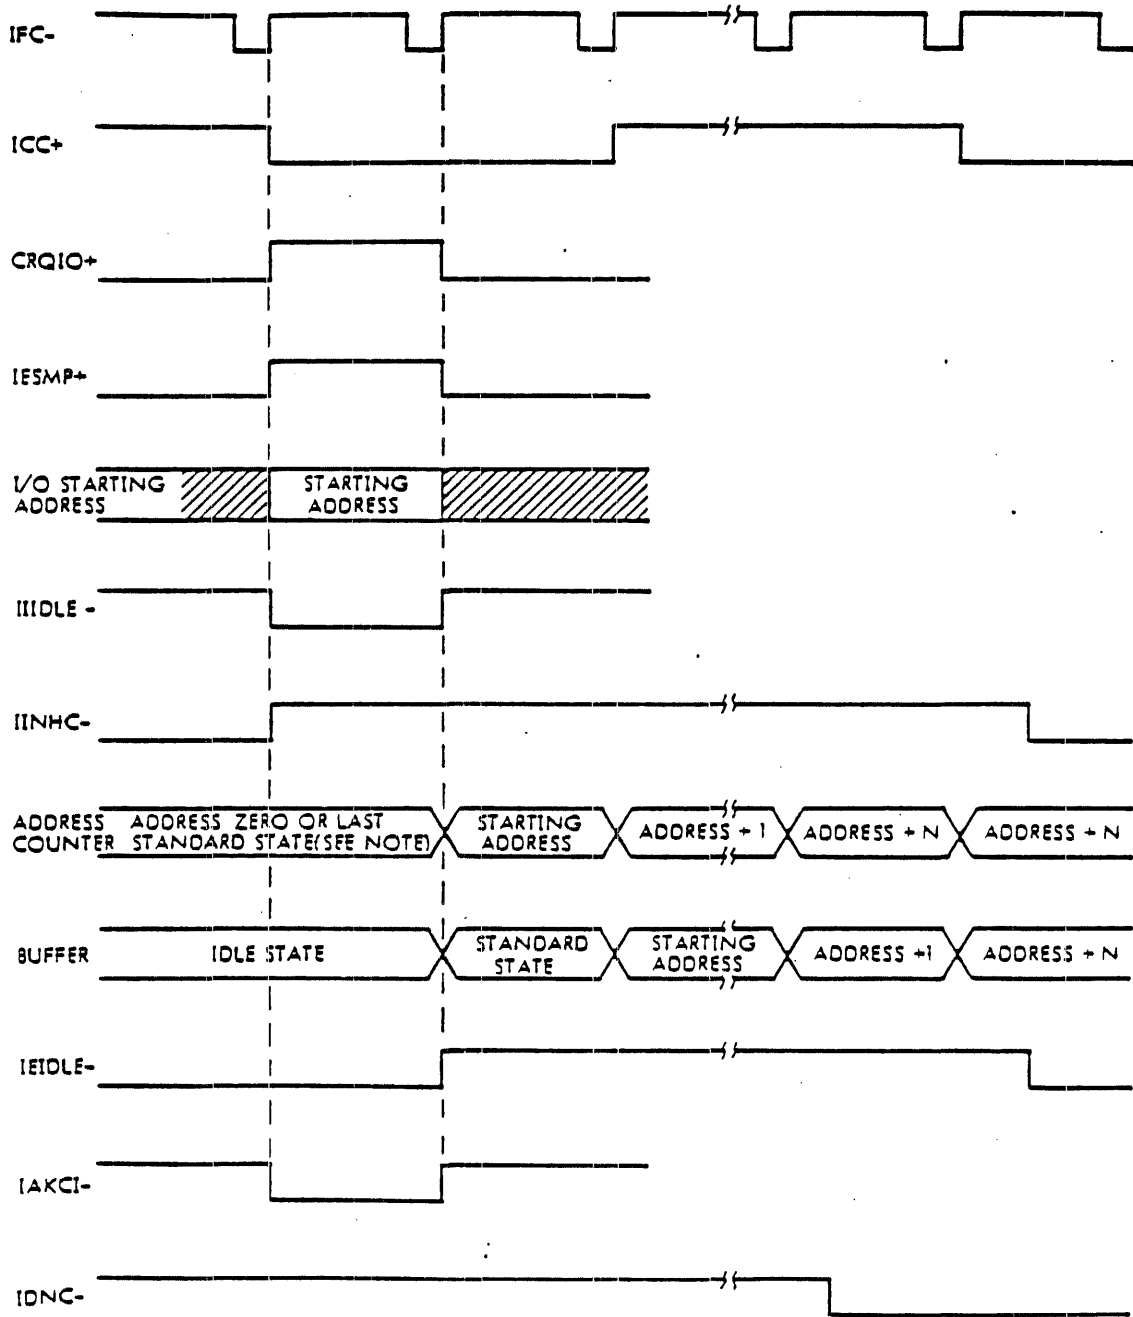 IFC-
ICC+
CRQIO+
IESMP+
I/O STARTING
ADDRESS
STARTING
ADDRESS
IIIDLE -
IINHC-
ADDRESS
COUNTER
ADDRESS ZERO OR LAST
STANDARD STATE(SEE NOTE)
STARTING
ADDRESS
ADDRESS + 1
ADDRESS + N
ADDRESS + N
BUFFER
IDLE STATE
STANDARD
STATE
STARTING
ADDRESS
ADDRESS +1
ADDRESS + N
IEIDLE-
IAKCI-
IDNC-